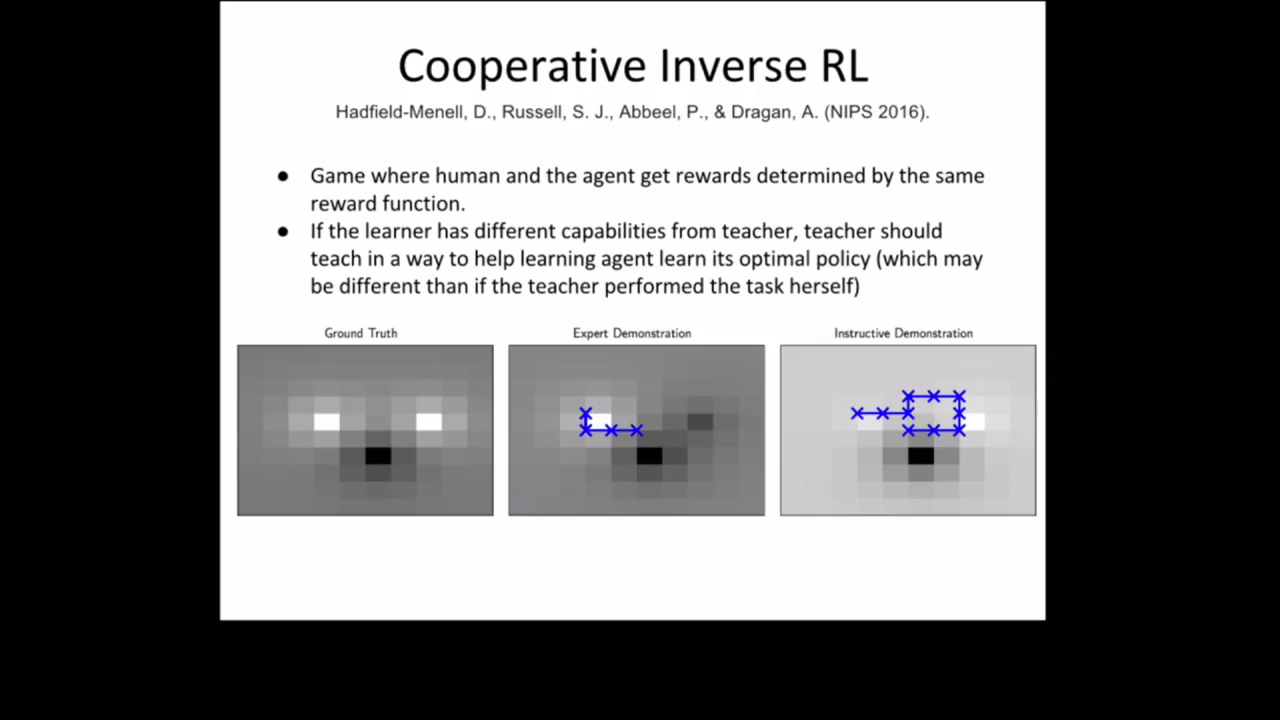 Cooperative Inverse RL
Hadfield-Menell, D., Russell, S. J., Abbeel, P., & Dragan, A. (NIPS 2016).
● Game where human and the agent get rewards determined by the same
reward function.
● If the learner has different capabilities from teacher, teacher should
teach in a way to help learning agent learn its optimal policy (which may
be different than if the teacher performed the task herself)
Ground Truth
Expert Demonstration
Instructive Demonstration